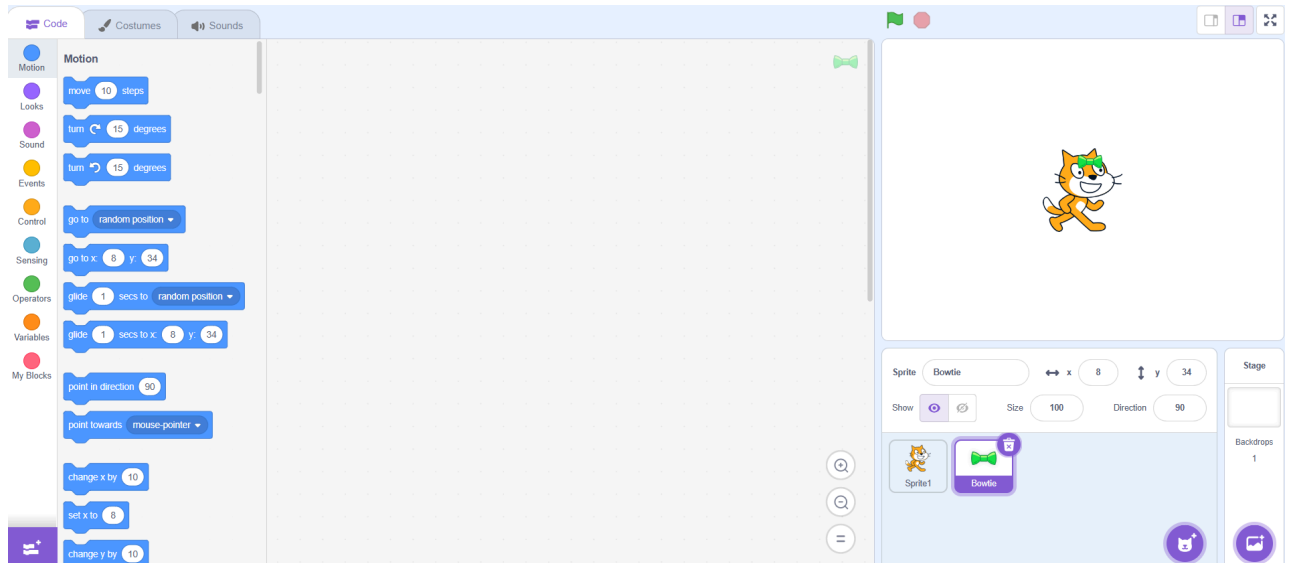 Code
Costumes
Sounds
Motion
Looks
Sound
Events
Control
Sensing
Operators
Variables
My Blocks
Motion
move 10 steps
turn 15 degrees
turn 15 degrees
go to random position
go to x: 8 y: 34
glide 1 secs to random position
glide 1 secs to x: 8 y: 34
point in direction 90
point towards mouse-pointer
change x by 10
set x to 8
change y by 10
Sprite Bowtie x 8 y 34
Show Size 100 Direction 90
Sprite1
Bowtie
Stage
Backdrops
1